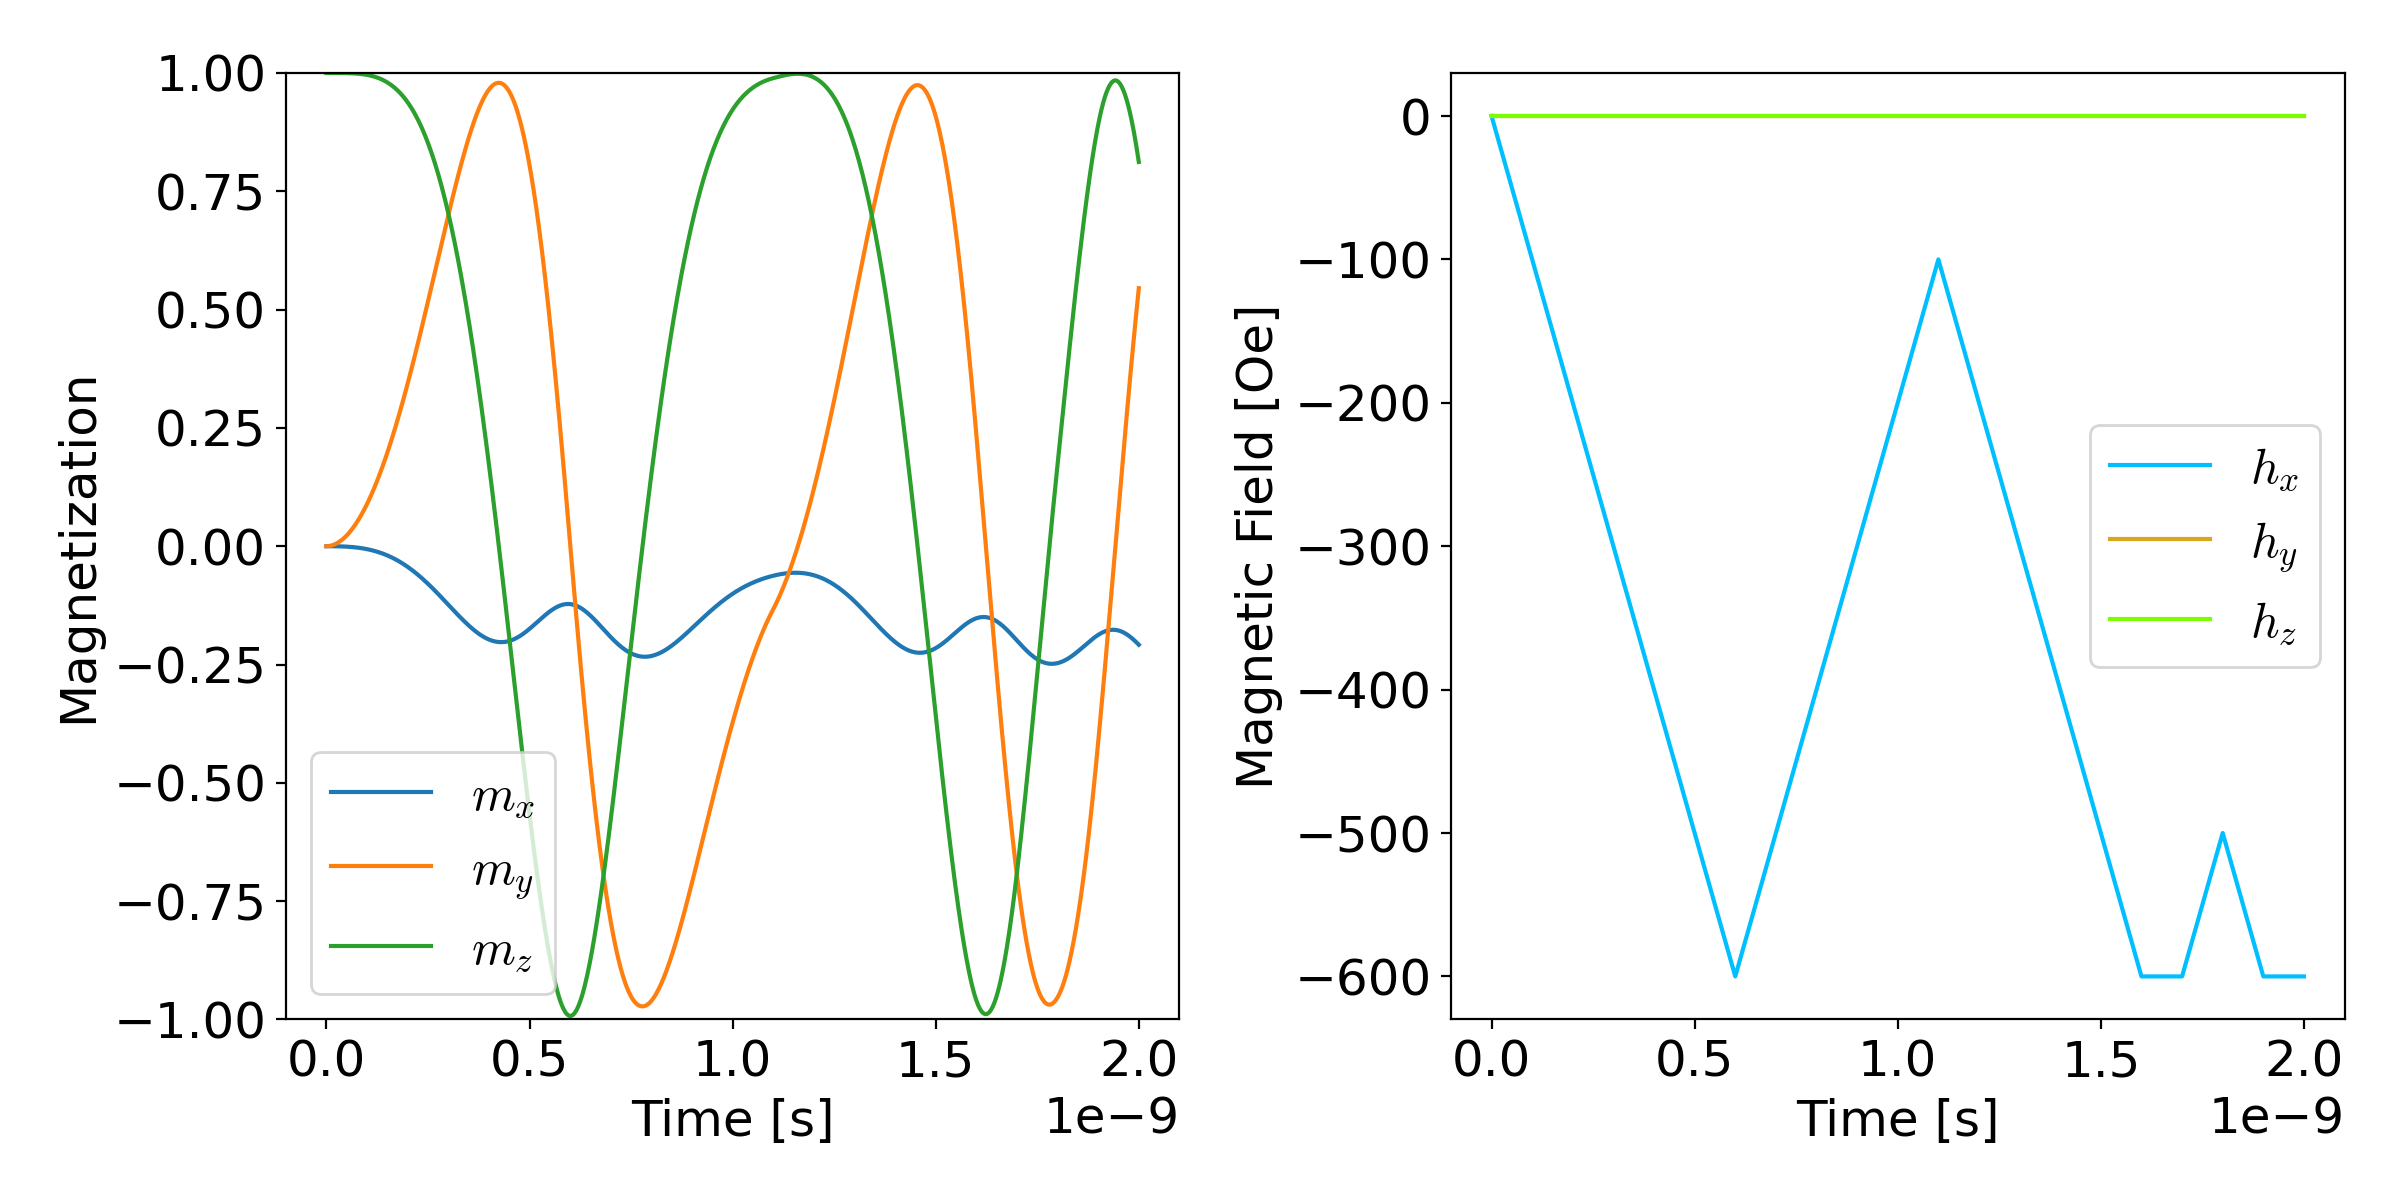 Magnetization
1.00
0.75
0.50
0.25
0.00
−0.25
−0.50
−0.75
−1.00
m_x
m_y
m_z
0.0 0.5 1.0 1.5 2.0
Time [s]
1e−9
Magnetic Field [Oe]
0
−100
−200
−300
−400
−500
−600
h_x
h_y
h_z
0.0 0.5 1.0 1.5 2.0
Time [s]
1e−9